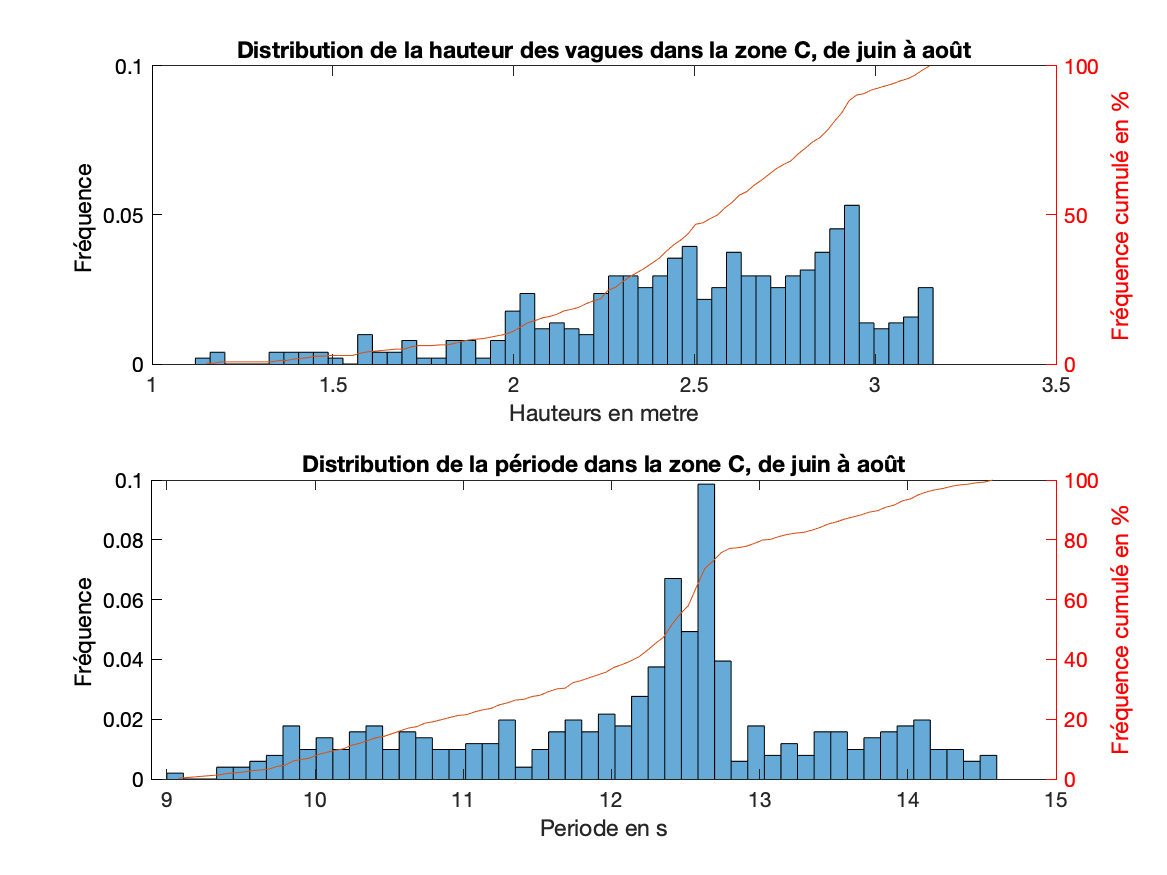 Distribution de la hauteur des vagues dans la zone C, de juin à août
0.1
0.05
0
Fréquence
100
50
0
Fréquence cumulé en %
1 1.5 2 2.5 3 3.5
Hauteurs en metre
Distribution de la période dans la zone C, de juin à août
0.1
0.08
0.06
0.04
0.02
0
Fréquence
100
80
60
40
20
0
Fréquence cumulé en %
9 10 11 12 13 14 15
Periode en s